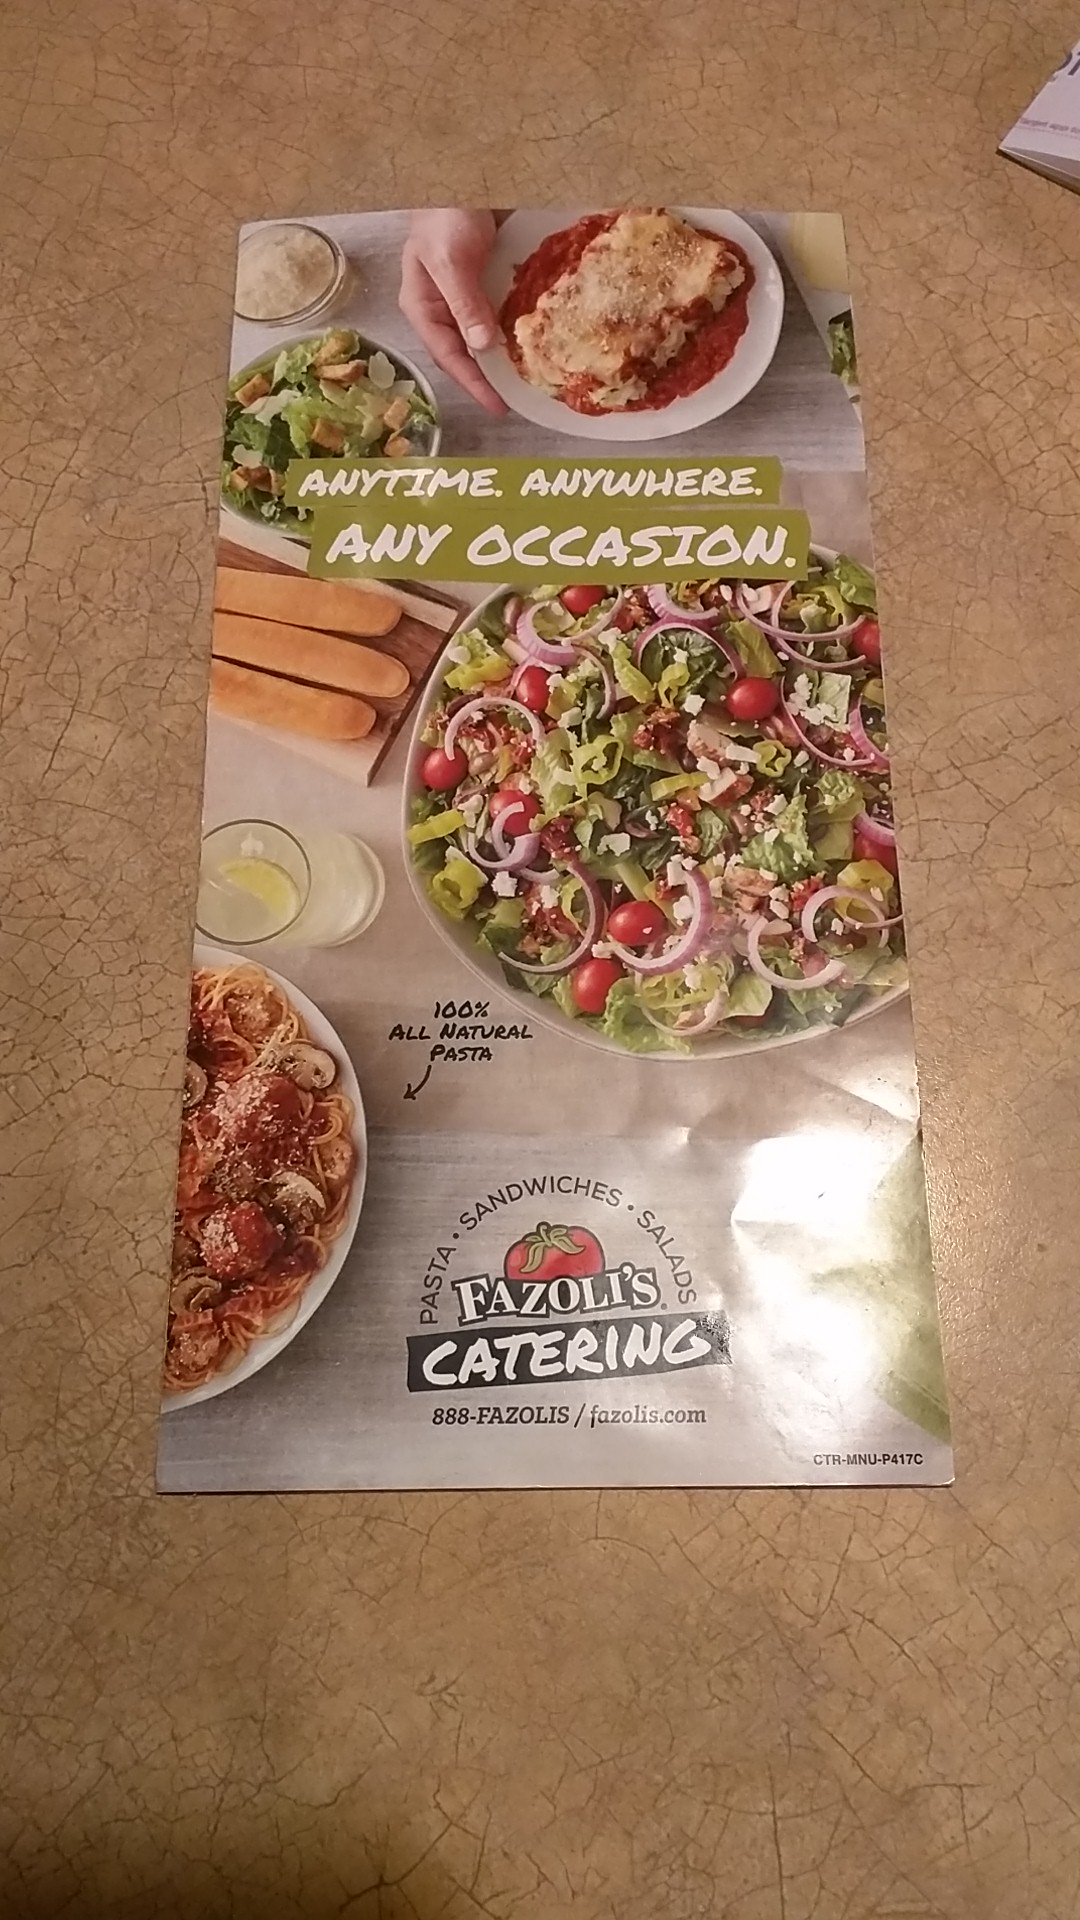 ANYTIME. ANYWHERE.
ANY OCCASION.
100%
ALL NATURAL
PASTA
PASTA • SANDWICHES • SALADS
FAZOLI'S®
CATERING
888-FAZOLIS / fazolis.com
CTR-MNU-P417C